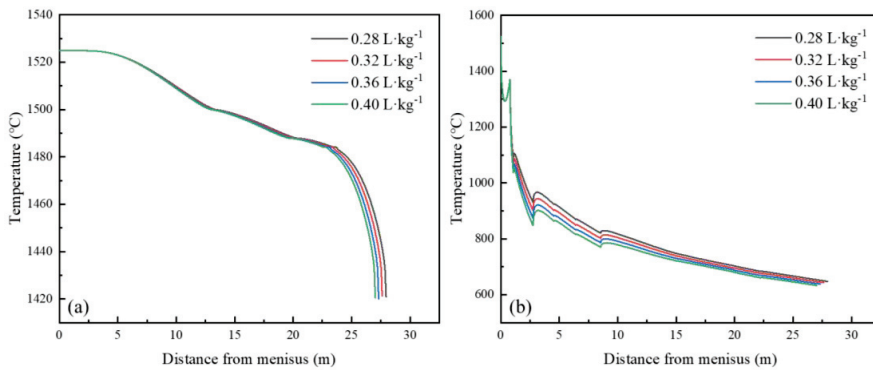 1540
1520
1500
1480
1460
1440
1420
0
5
10
15
20
25
30
Temperature (°C)
Distance from menisus (m)
0.28 L·kg-1
0.32 L·kg-1
0.36 L·kg-1
0.40 L·kg-1
(a)
1600
1400
1200
1000
800
600
0
5
10
15
20
25
30
Temperature (°C)
Distance from menisus (m)
0.28 L·kg-1
0.32 L·kg-1
0.36 L·kg-1
0.40 L·kg-1
(b)